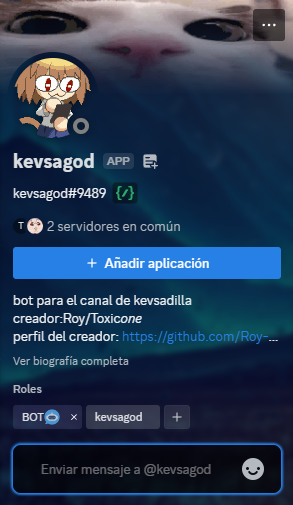 kevsagod APP
kevsagod#9489
T 2 servidores en común
+ Añadir aplicación
bot para el canal de kevsadilla
creador:Roy/Toxicone
perfil del creador: https://github.com/Roy-...
Ver biografía completa
Roles
BOT × kevsagod +
Enviar mensaje a @kevsagod